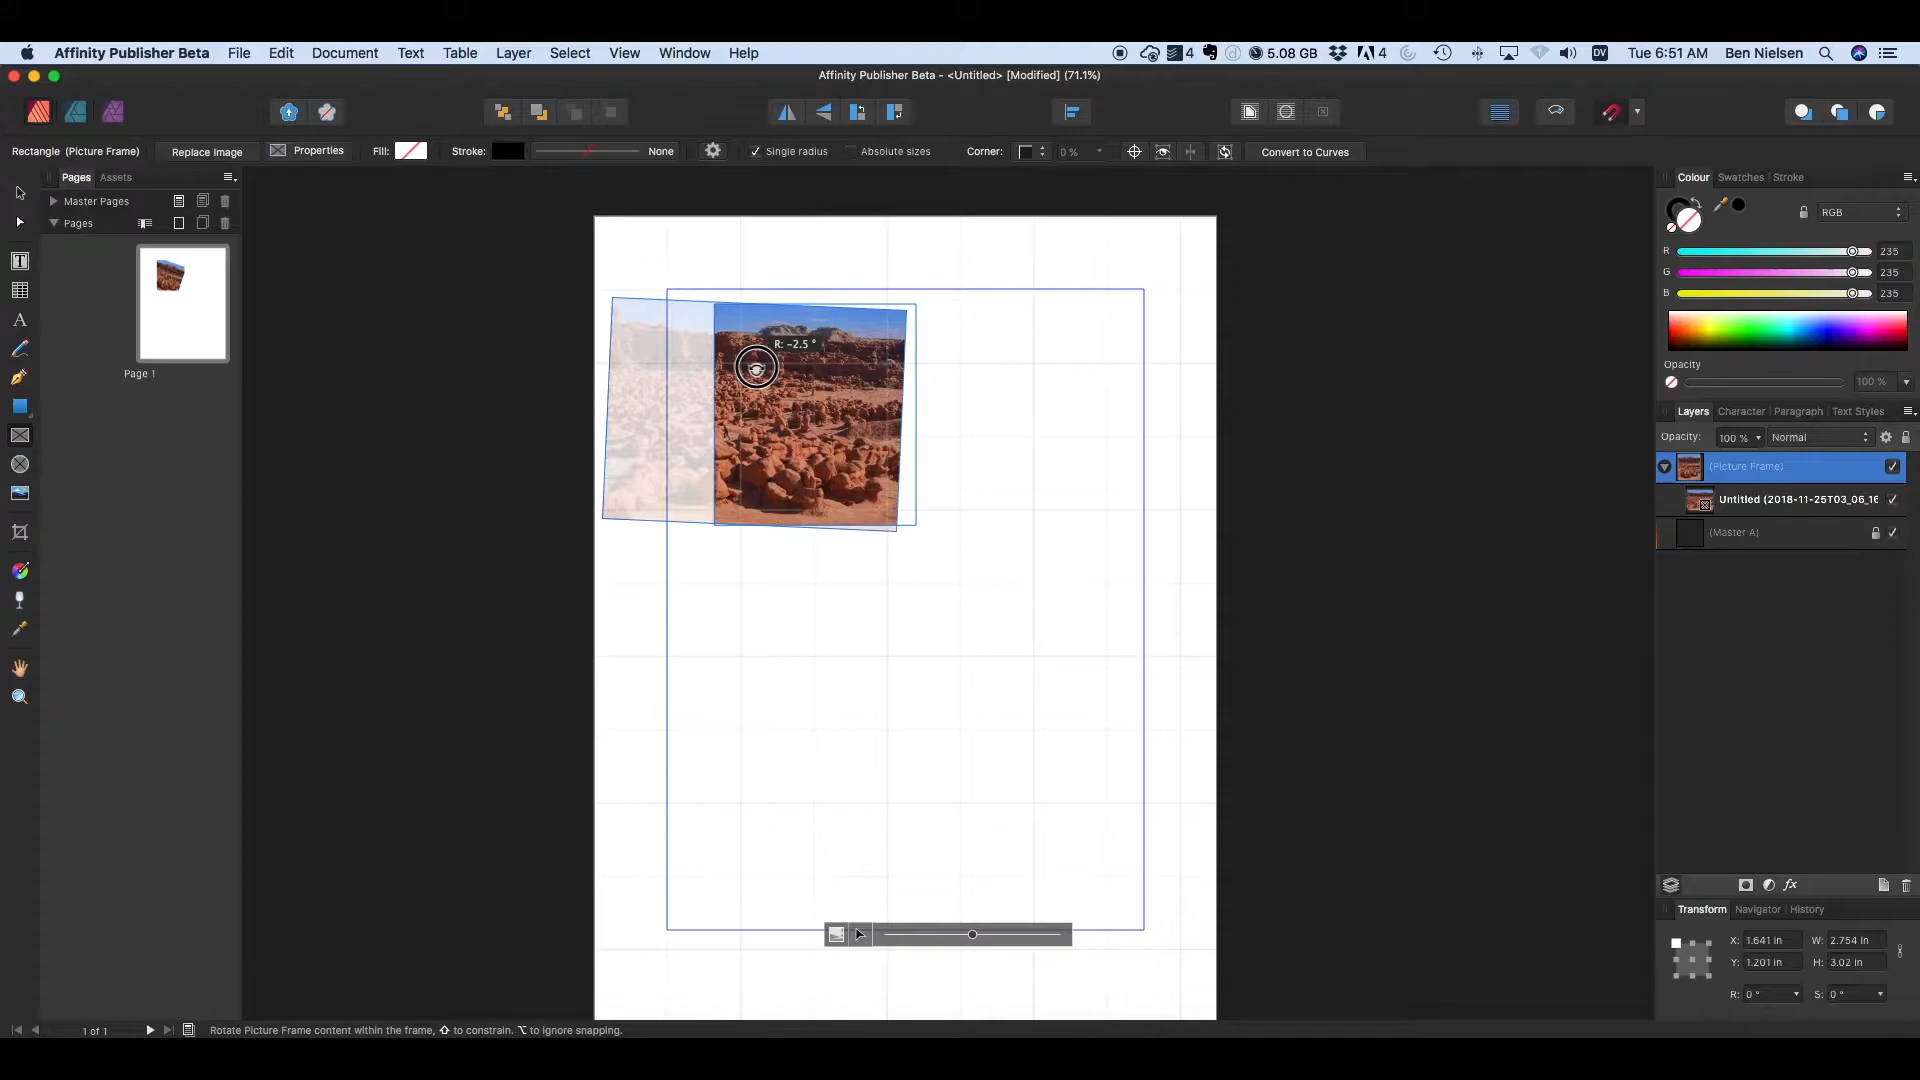 Affinity Publisher Beta File Edit Document Text Table Layer Select View Window Help 4 5.08 GB 4 Tue 6:51 AM Ben Nielsen
Affinity Publisher Beta - <Untitled> [Modified] (71.1%)
Rectangle (Picture Frame) Replace Image Properties Fill: Stroke: None Single radius Absolute sizes Corner: 0 % Convert to Curves
Pages Assets
Master Pages
Pages
Page 1
R: -2.5 °
Colour Swatches Stroke
RGB
R 235
G 235
B 235
Opacity
100 %
Layers Character Paragraph Text Styles
Opacity: 100 % Normal
(Picture Frame)
Untitled (2018-11-25T03_06_16
(Master A)
fx
Transform Navigator History
X: 1.641 in W: 2.754 in
Y: 1.201 in H: 3.02 in
R: 0 ° S: 0 °
1 of 1 Rotate Picture Frame content within the frame, ⇧ to constrain. ⌥ to ignore snapping.